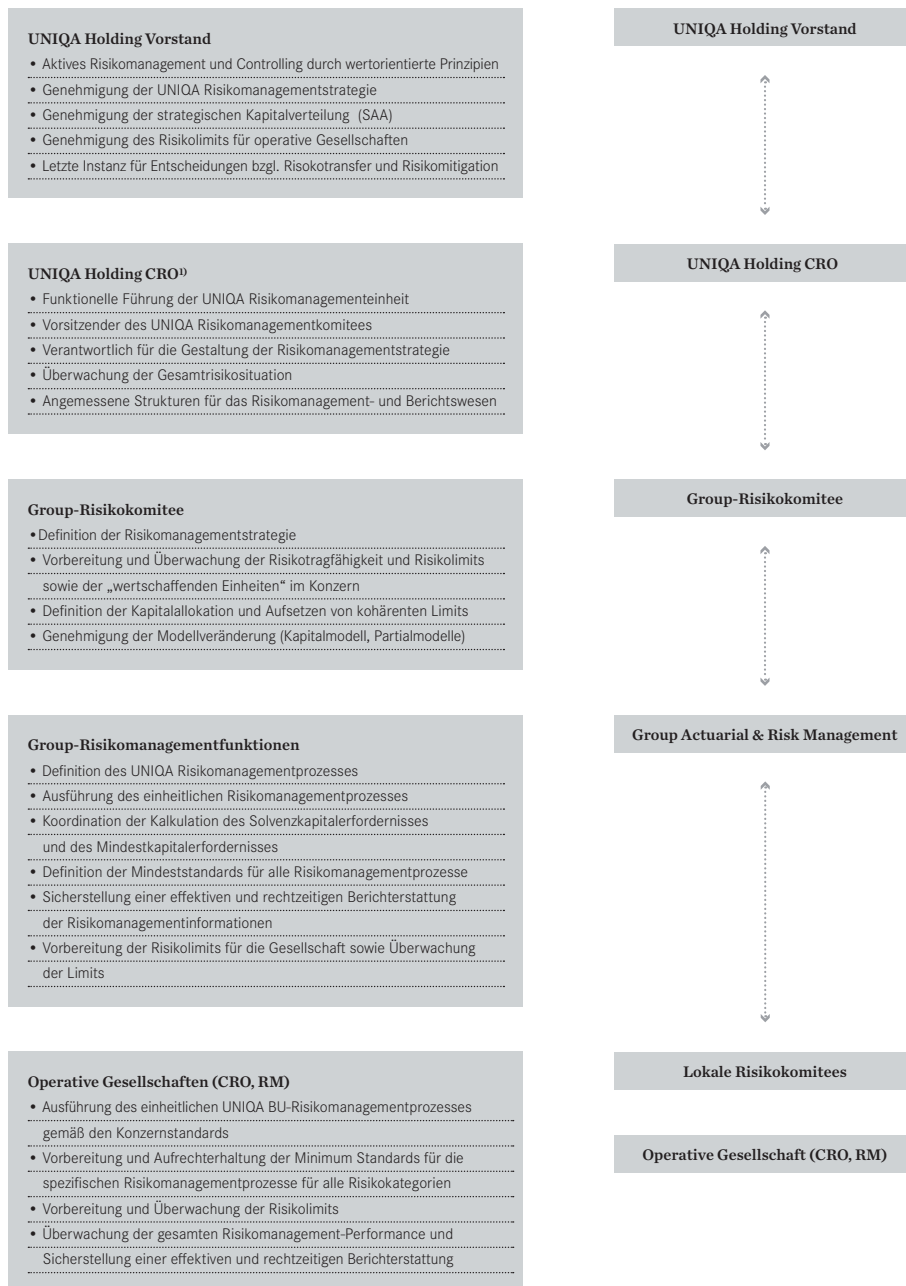 UNIQA Holding Vorstand
• Aktives Risikomanagement und Controlling durch wertorientierte Prinzipien
• Genehmigung der UNIQA Risikomanagementstrategie
• Genehmigung der strategischen Kapitalverteilung (SAA)
• Genehmigung des Risikolimits für operative Gesellschaften
• Letzte Instanz für Entscheidungen bzgl. Risokotransfer und Risikomitigation
UNIQA Holding Vorstand
UNIQA Holding CRO¹⁾
• Funktionelle Führung der UNIQA Risikomanagementeinheit
• Vorsitzender des UNIQA Risikomanagementkomitees
• Verantwortlich für die Gestaltung der Risikomanagementstrategie
• Überwachung der Gesamtrisikosituation
• Angemessene Strukturen für das Risikomanagement- und Berichtswesen
UNIQA Holding CRO
Group-Risikokomitee
• Definition der Risikomanagementstrategie
• Vorbereitung und Überwachung der Risikotragfähigkeit und Risikolimits
sowie der „wertschaffenden Einheiten“ im Konzern
• Definition der Kapitalallokation und Aufsetzen von kohärenten Limits
• Genehmigung der Modellveränderung (Kapitalmodell, Partialmodelle)
Group-Risikokomitee
Group-Risikomanagementfunktionen
• Definition des UNIQA Risikomanagementprozesses
• Ausführung des einheitlichen Risikomanagementprozesses
• Koordination der Kalkulation des Solvenzkapitalerfordernisses
und des Mindestkapitalerfordernisses
• Definition der Mindeststandards für alle Risikomanagementprozesse
• Sicherstellung einer effektiven und rechtzeitigen Berichterstattung
der Risikomanagementinformationen
• Vorbereitung der Risikolimits für die Gesellschaft sowie Überwachung
der Limits
Group Actuarial & Risk Management
Operative Gesellschaften (CRO, RM)
• Ausführung des einheitlichen UNIQA BU-Risikomanagementprozesses
gemäß den Konzernstandards
• Vorbereitung und Aufrechterhaltung der Minimum Standards für die
spezifischen Risikomanagementprozesse für alle Risikokategorien
• Vorbereitung und Überwachung der Risikolimits
• Überwachung der gesamten Risikomanagement-Performance und
Sicherstellung einer effektiven und rechtzeitigen Berichterstattung
Lokale Risikokomitees
Operative Gesellschaft (CRO, RM)